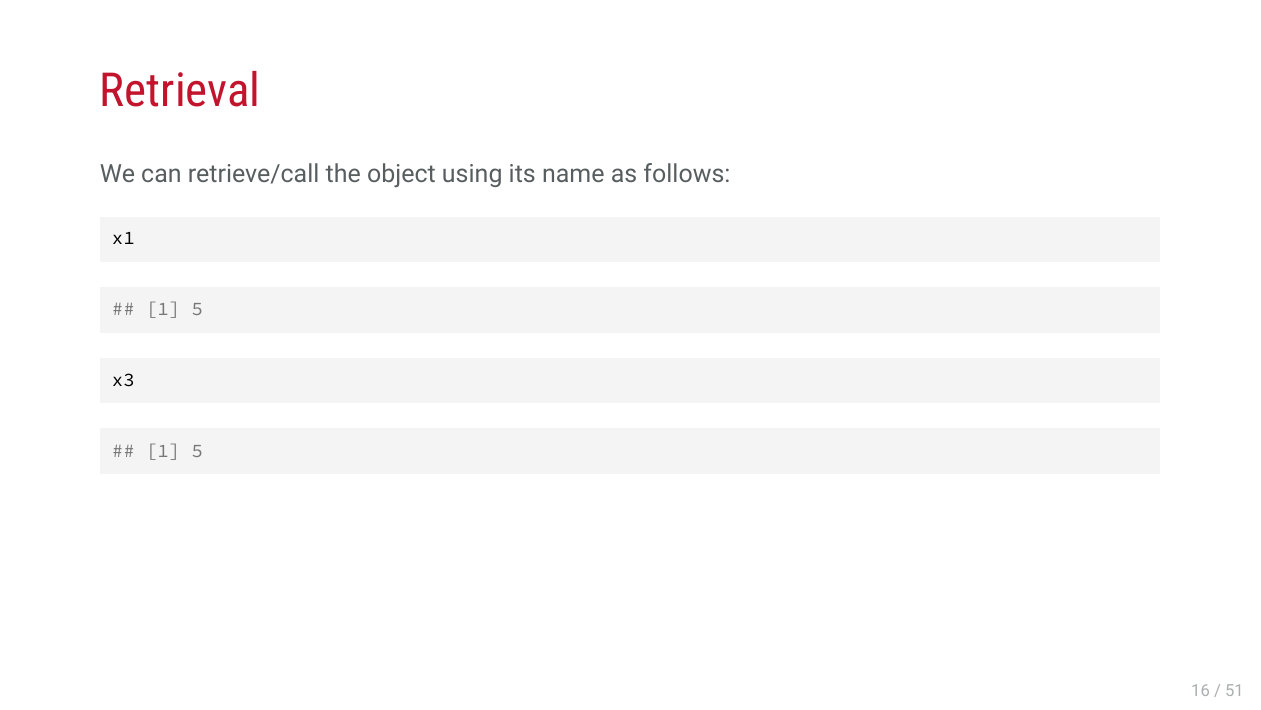 Retrieval
We can retrieve/call the object using its name as follows:
x1
## [1] 5
x3
## [1] 5
16 / 51